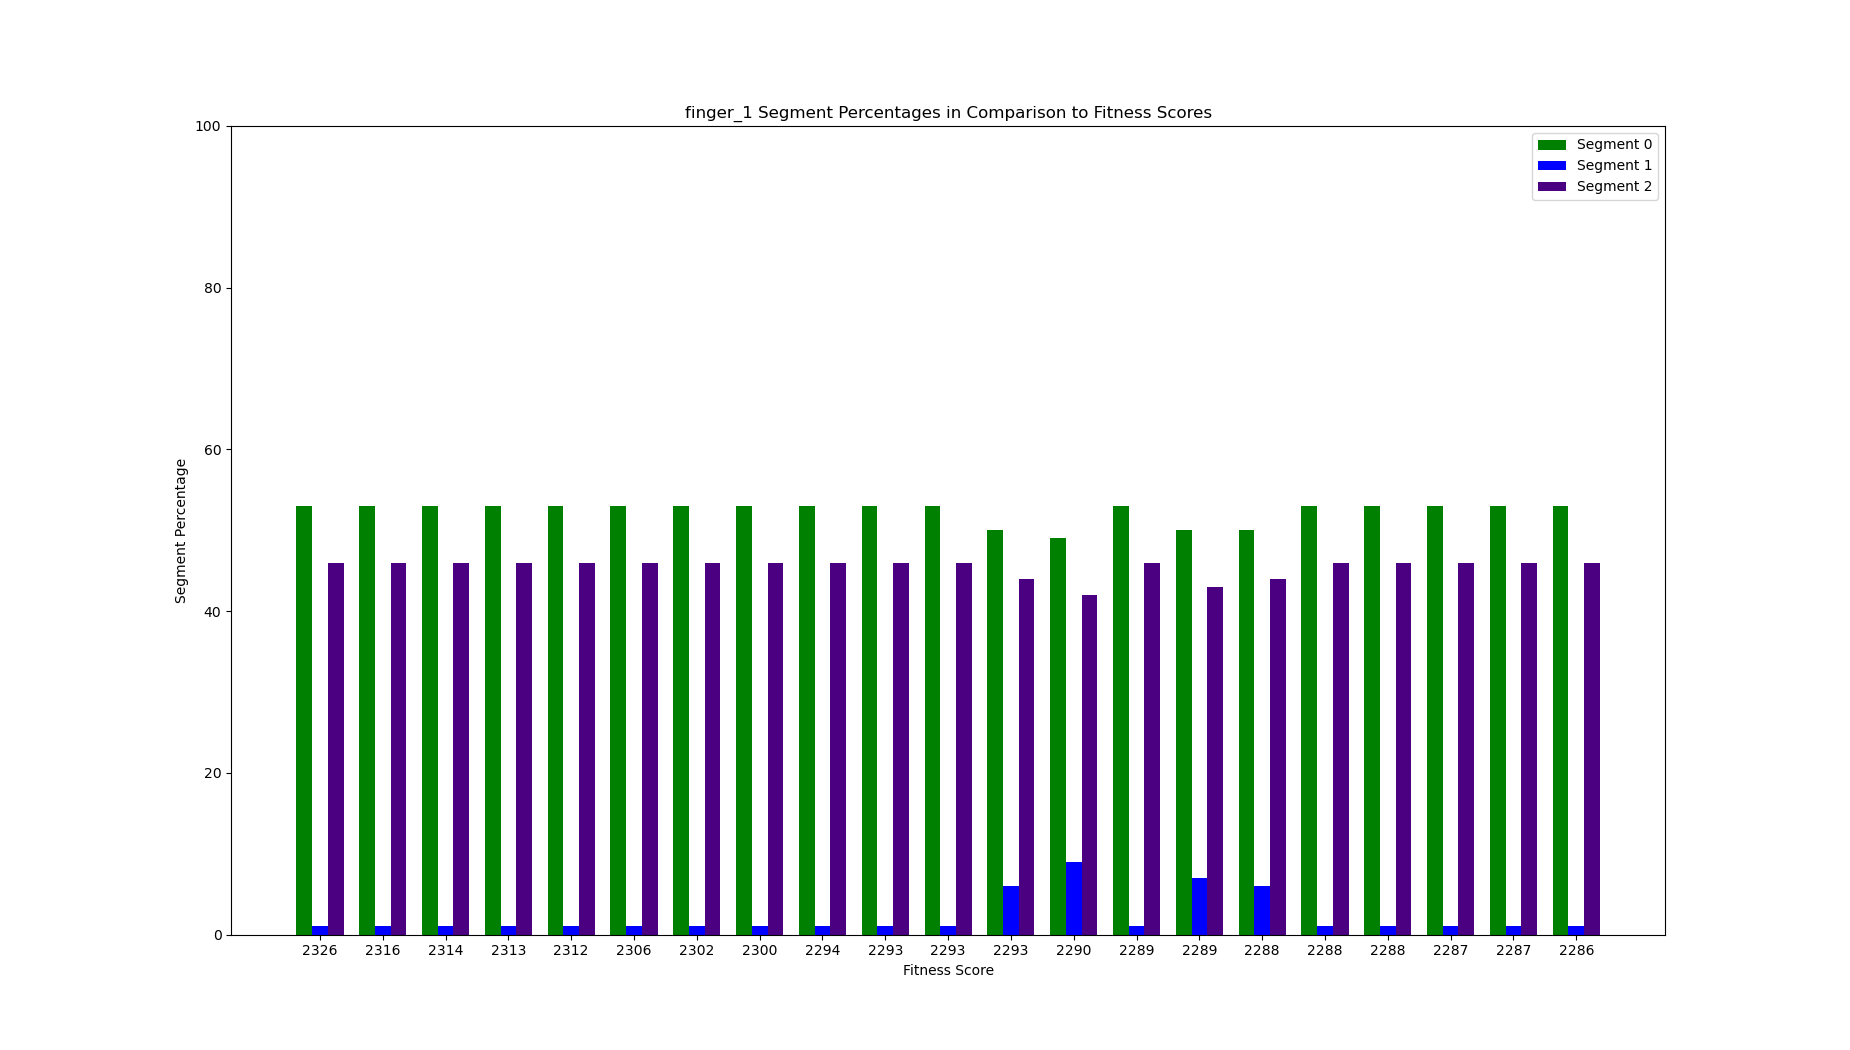 finger_1 Segment Percentages in Comparison to Fitness Scores
100
80
60
40
20
0
Segment Percentage
Segment 0
Segment 1
Segment 2
2326 2316 2314 2313 2312 2306 2302 2300 2294 2293 2293 2293 2290 2289 2289 2288 2288 2288 2287 2287 2286
Fitness Score